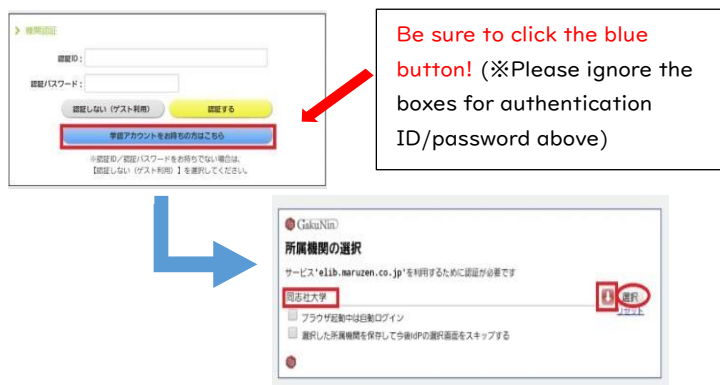 機関認証
認証ID：
認証パスワード：
認証しない（ゲスト利用）
認証する
学認アカウントをお持ちの方はこちら
※認証ID／認証パスワードをお持ちでない場合は、
【認証しない（ゲスト利用）】を選択してください。
Be sure to click the blue
button! (※Please ignore the
boxes for authentication
ID/password above)
GakuNin
所属機関の選択
サービス'elib.maruzen.co.jp'を利用するために認証が必要です
同志社大学
選択
リセット
ブラウザ起動中は自動ログイン
選択した所属機関を保存して今後IdPの選択画面をスキップする